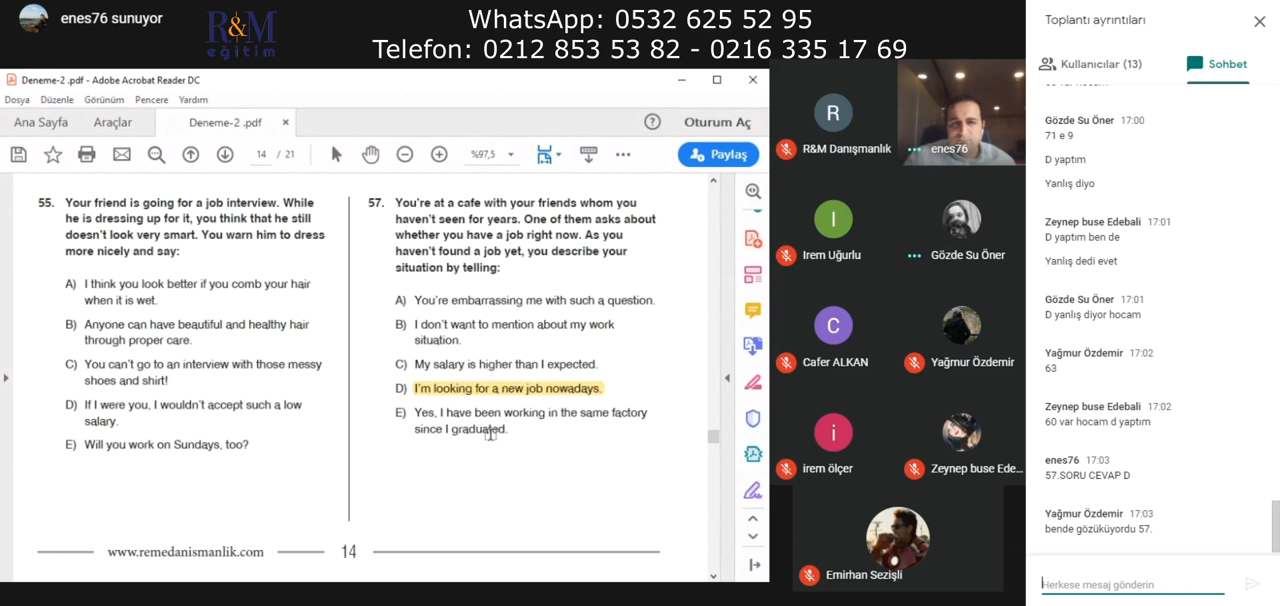 enes76 sunuyor
R&M
eğitim
WhatsApp: 0532 625 52 95
Telefon: 0212 853 53 82 - 0216 335 17 69
Deneme-2 .pdf - Adobe Acrobat Reader DC
Dosya Düzenle Görünüm Pencere Yardım
Ana Sayfa Araçlar Deneme-2 .pdf × Oturum Aç
14 / 21 %97,5 Paylaş
55. Your friend is going for a job interview. While
he is dressing up for it, you think that he still
doesn't look very smart. You warn him to dress
more nicely and say:
A) I think you look better if you comb your hair
when it is wet.
B) Anyone can have beautiful and healthy hair
through proper care.
C) You can't go to an interview with those messy
shoes and shirt!
D) If I were you, I wouldn't accept such a low
salary.
E) Will you work on Sundays, too?
57. You're at a cafe with your friends whom you
haven't seen for years. One of them asks about
whether you have a job right now. As you
haven't found a job yet, you describe your
situation by telling:
A) You're embarrassing me with such a question.
B) I don't want to mention about my work
situation.
C) My salary is higher than I expected.
D) I'm looking for a new job nowadays.
E) Yes, I have been working in the same factory
since I graduated.
www.remedanismanlik.com 14
R
R&M Danışmanlık
enes76
I
Irem Uğurlu
Gözde Su Öner
C
Cafer ALKAN
Yağmur Özdemir
i
irem ölçer
Zeynep buse Ede...
Emirhan Sezişli
Toplantı ayrıntıları
Kullanıcılar (13) Sohbet
Gözde Su Öner 17:00
71 e 9
D yaptım
Yanlış diyo
Zeynep buse Edebali 17:01
D yaptım ben de
Yanlış dedi evet
Gözde Su Öner 17:01
D yanlış diyor hocam
Yağmur Özdemir 17:02
63
Zeynep buse Edebali 17:02
60 var hocam d yaptım
enes76 17:03
57.SORU CEVAP D
Yağmur Özdemir 17:03
bende gözüküyordu 57.
Herkese mesaj gönderin